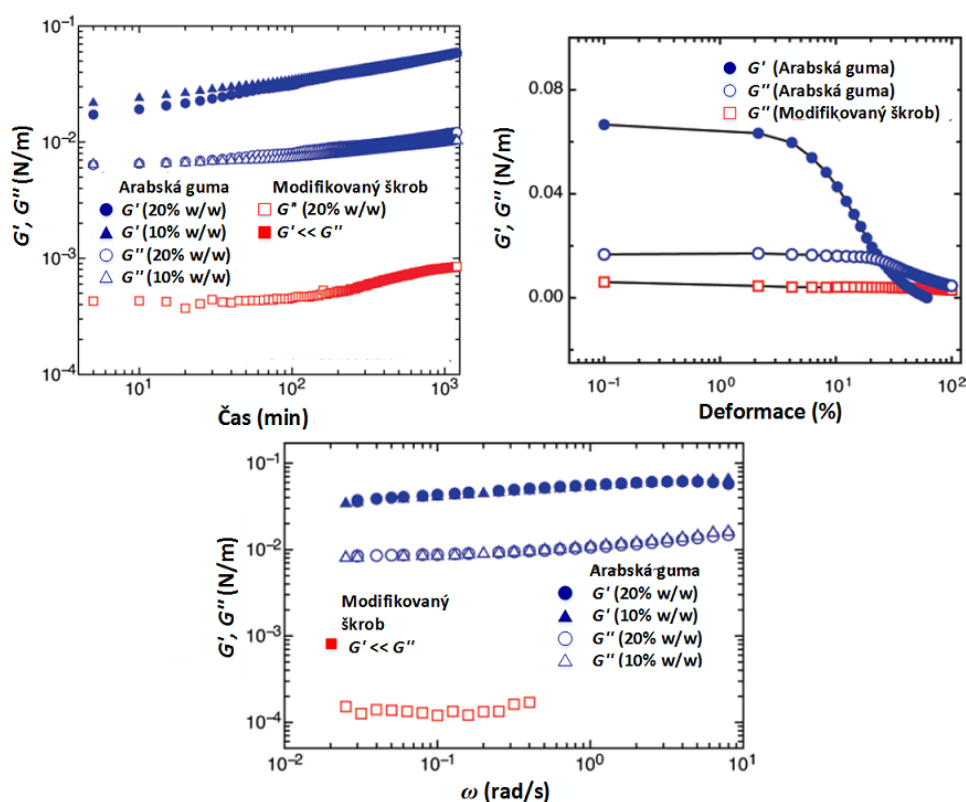 10⁻¹
10⁻²
10⁻³
10⁻⁴
G', G'' (N/m)
Arabská guma
G' (20% w/w)
G' (10% w/w)
G'' (20% w/w)
G'' (10% w/w)
Modifikovaný škrob
G'' (20% w/w)
G' << G''
10¹
10²
10³
Čas (min)
0.08
0.04
0.00
G', G'' (N/m)
G' (Arabská guma)
G'' (Arabská guma)
G'' (Modifikovaný škrob)
10⁻¹
10⁰
10¹
10²
Deformace (%)
10⁻¹
10⁻²
10⁻³
10⁻⁴
G', G'' (N/m)
Modifikovaný
škrob
G' << G''
Arabská guma
G' (20% w/w)
G' (10% w/w)
G'' (20% w/w)
G'' (10% w/w)
10⁻²
10⁻¹
10⁰
10¹
ω (rad/s)